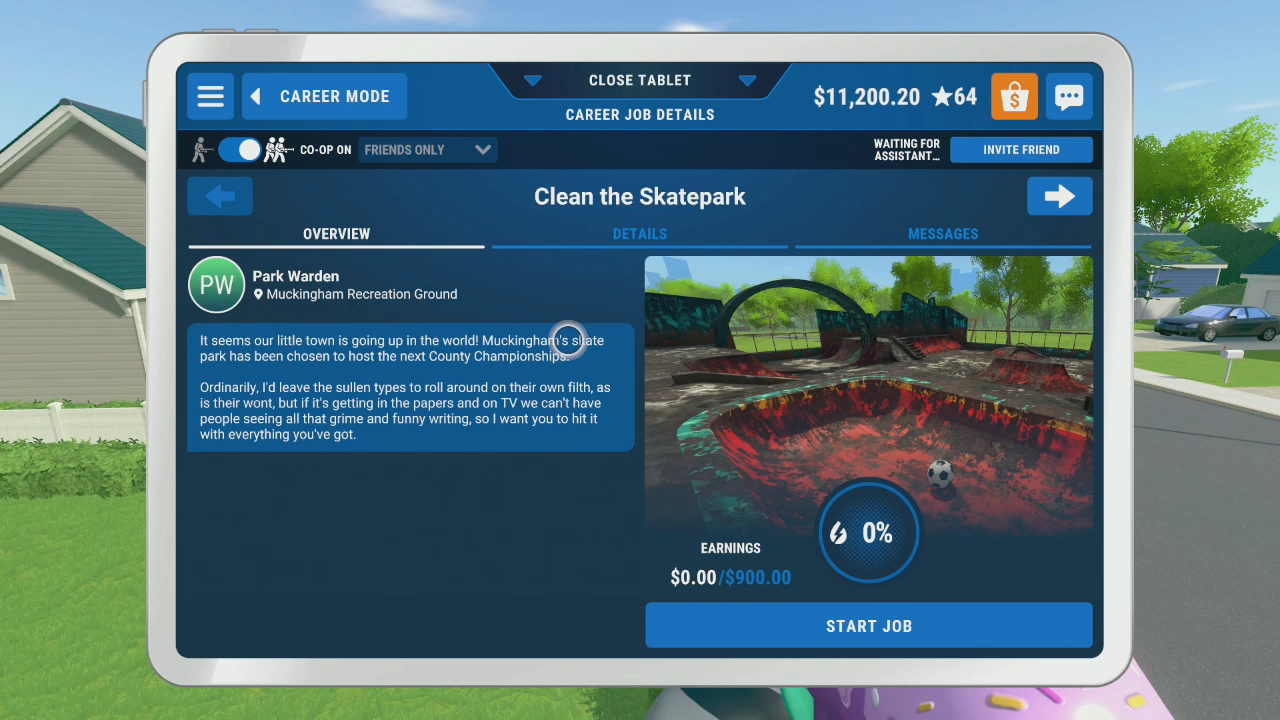 CLOSE TABLET
CAREER MODE
$11,200.20 ★64
CAREER JOB DETAILS
CO-OP ON
FRIENDS ONLY
WAITING FOR
ASSISTANT...
INVITE FRIEND
Clean the Skatepark
OVERVIEW
DETAILS
MESSAGES
PW
Park Warden
Muckingham Recreation Ground
It seems our little town is going up in the world! Muckingham's skate
park has been chosen to host the next County Championships.
Ordinarily, I'd leave the sullen types to roll around on their own filth, as
is their wont, but if it's getting in the papers and on TV we can't have
people seeing all that grime and funny writing, so I want you to hit it
with everything you've got.
0%
EARNINGS
$0.00/$900.00
START JOB